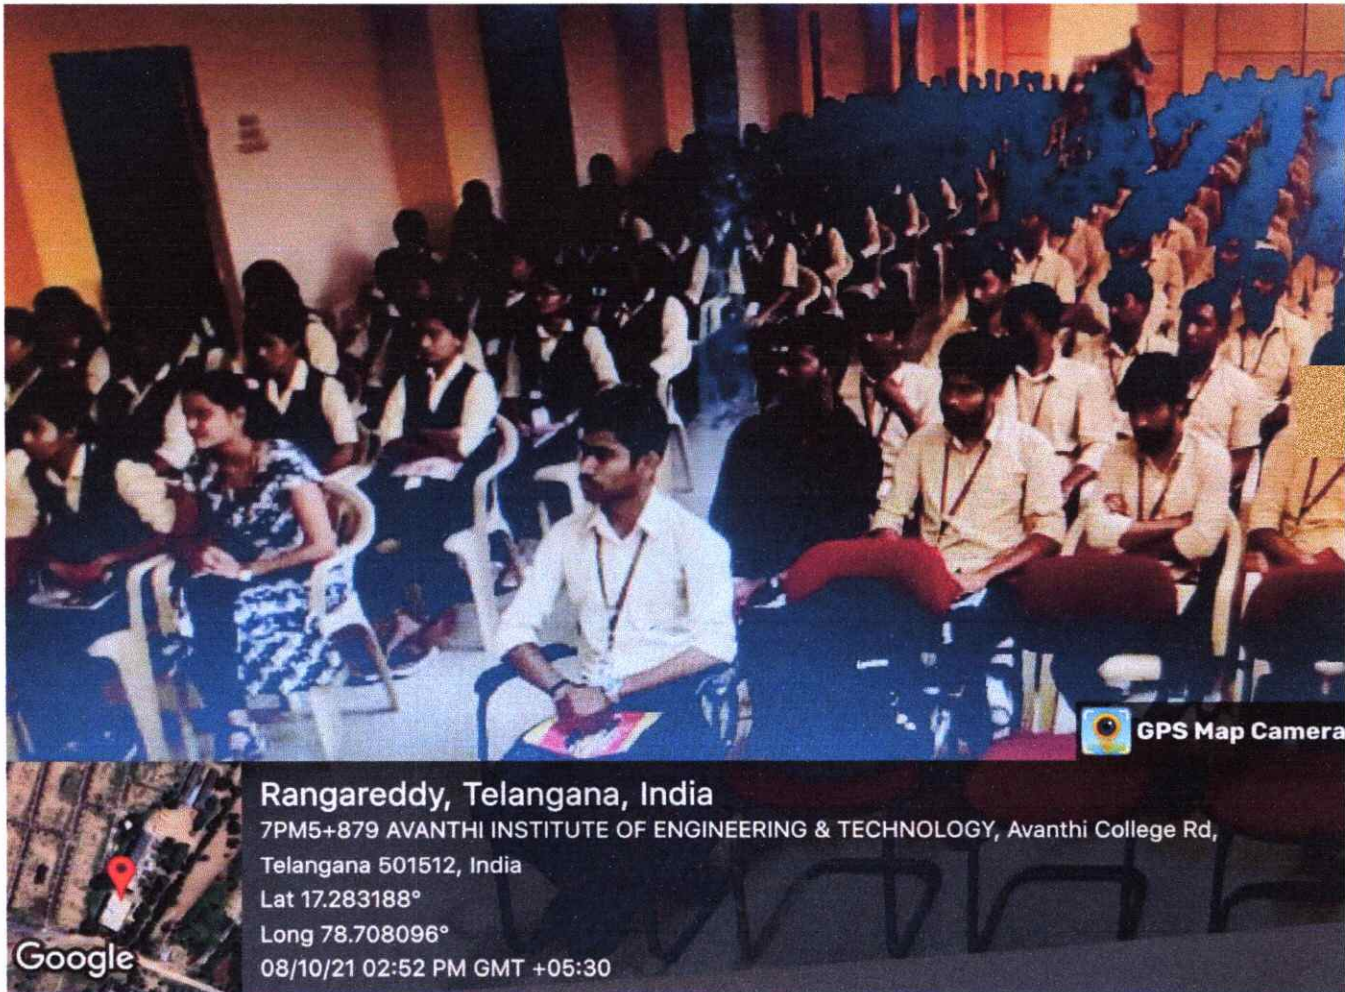 GPS Map Camera
Rangareddy, Telangana, India
7PM5+879 AVANTHI INSTITUTE OF ENGINEERING & TECHNOLOGY, Avanthi College Rd,
Telangana 501512, India
Lat 17.283188°
Long 78.708096°
08/10/21 02:52 PM GMT +05:30
Google